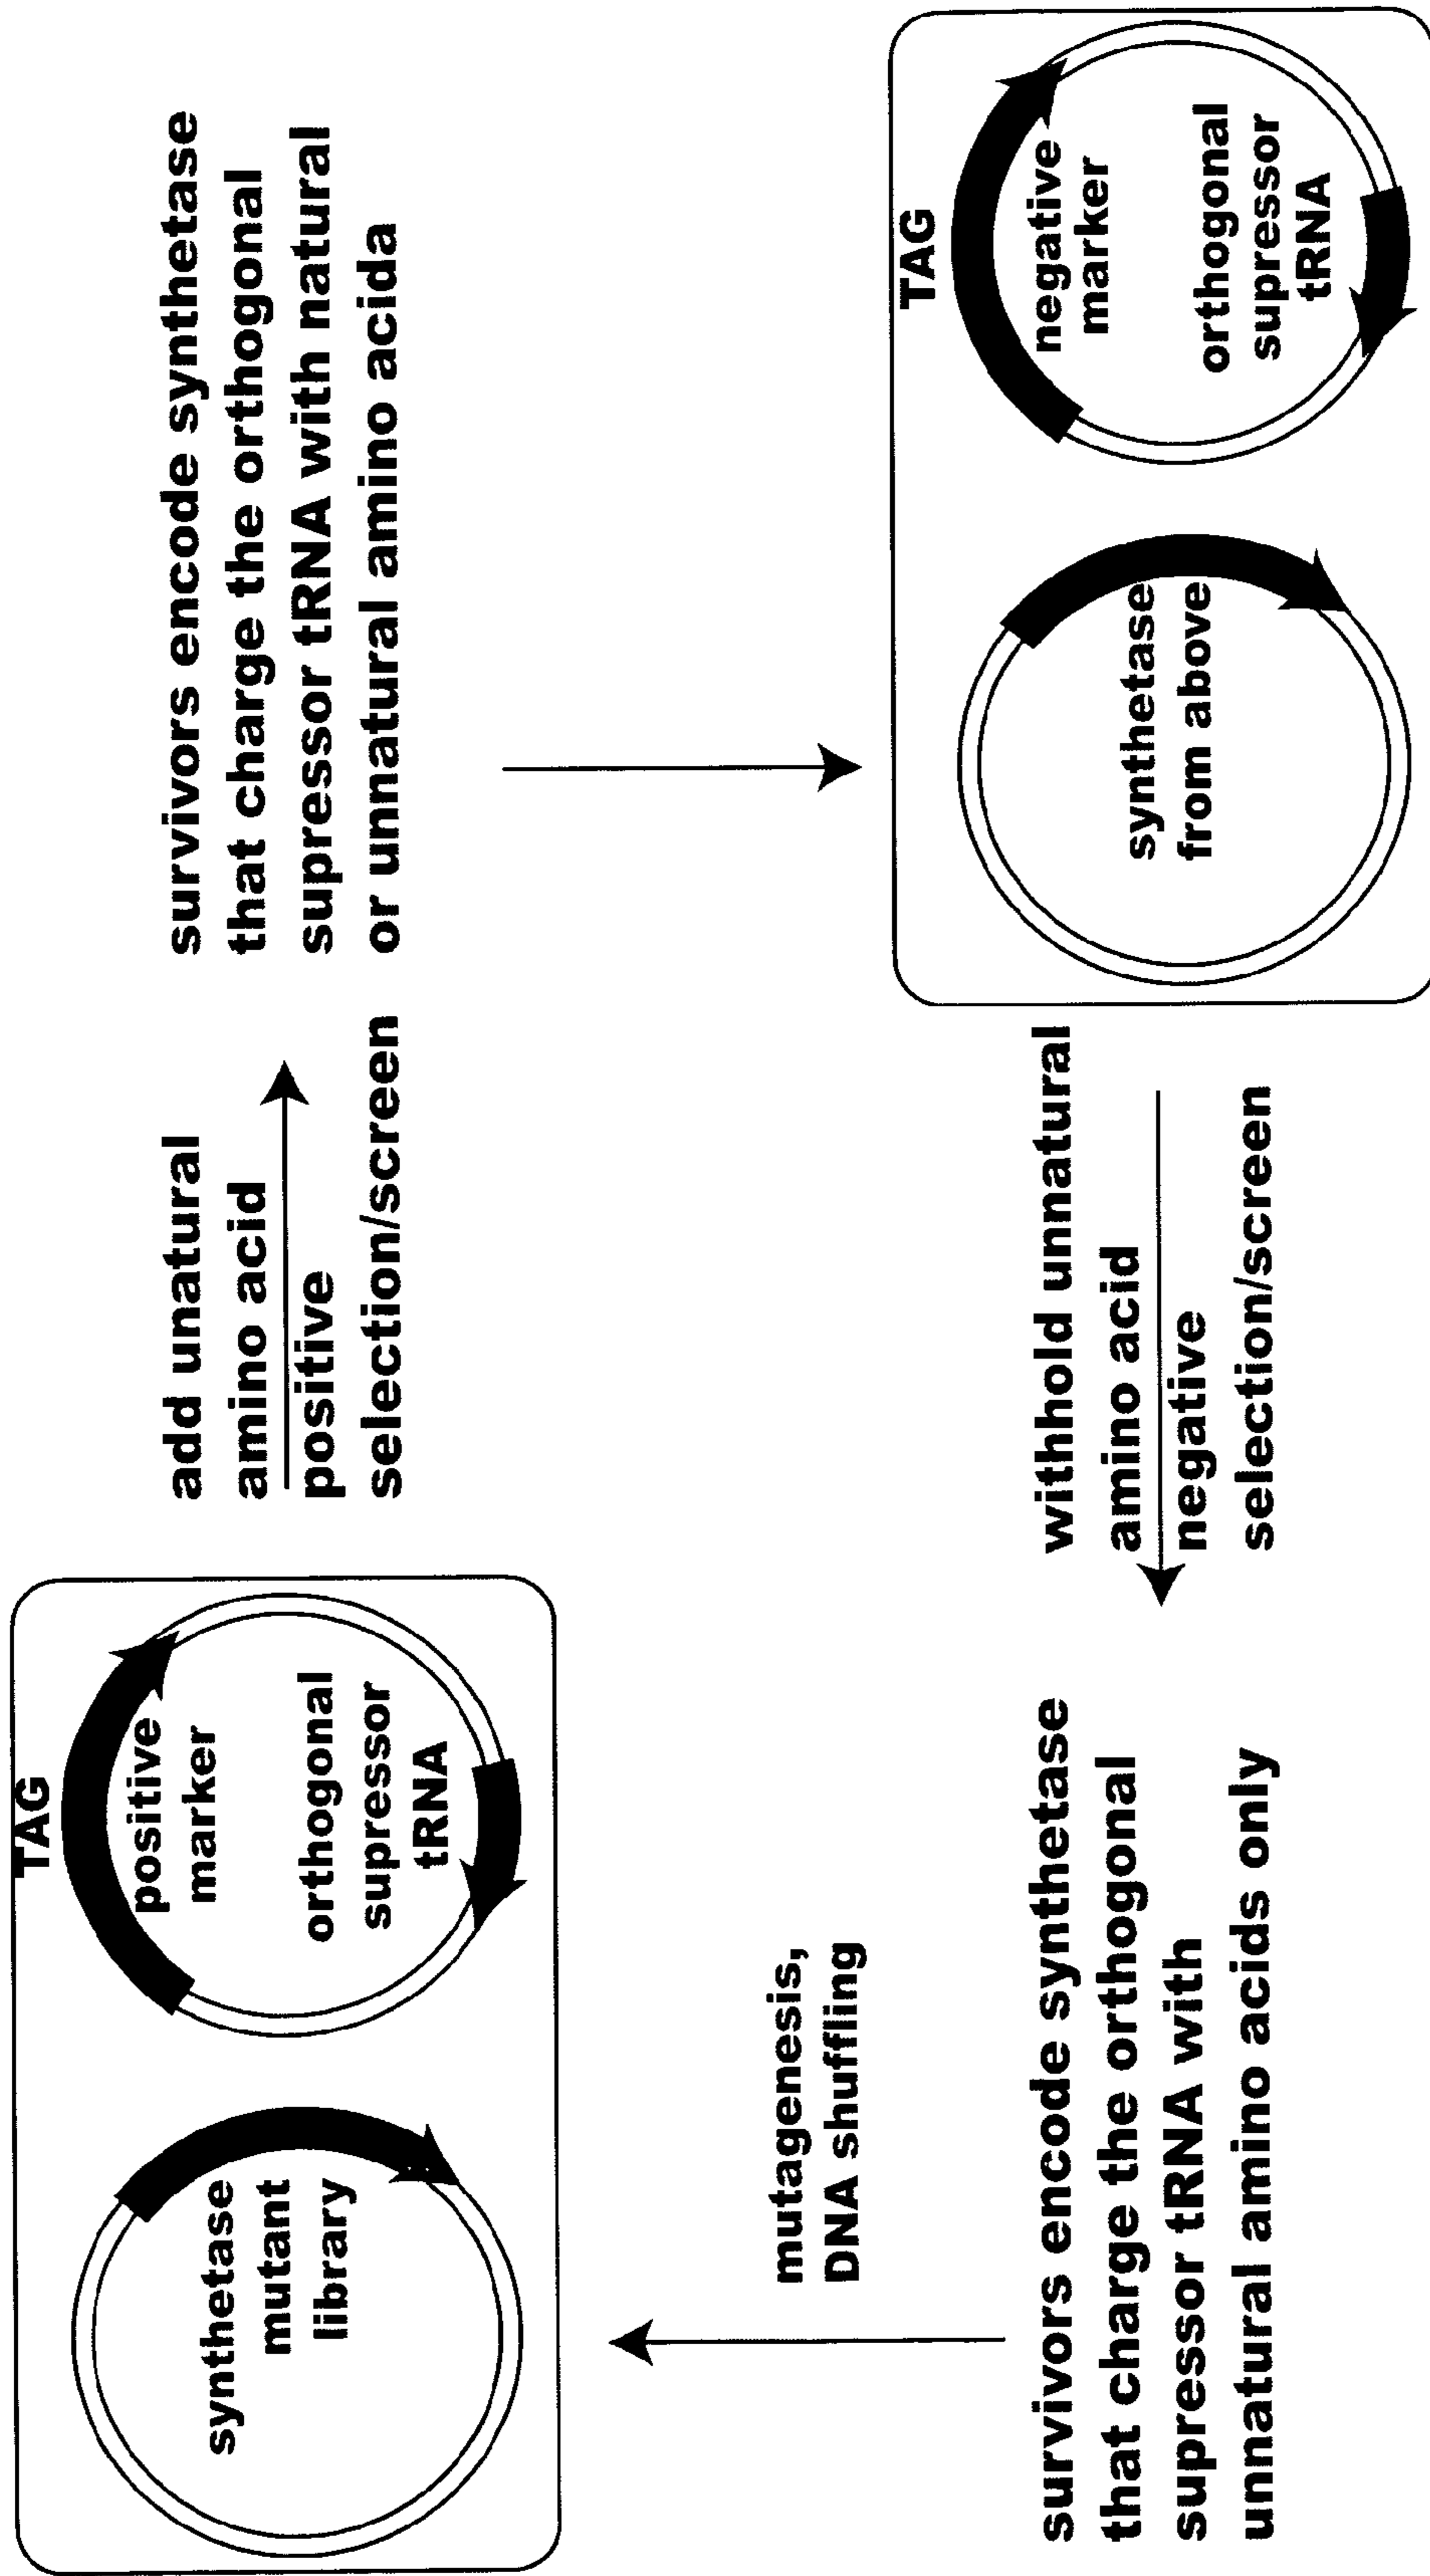 TAG
synthetase
mutant
library
positive
marker
orthogonal
supressor
tRNA
add unatural
amino acid
positive
selection/screen
survivors encode synthetase
that charge the orthogonal
supressor tRNA with natural
or unnatural amino acida
TAG
synthetase
from above
negative
marker
orthogonal
supressor
tRNA
withhold unnatural
amino acid
negative
selection/screen
survivors encode synthetase
that charge the orthogonal
supressor tRNA with
unnatural amino acids only
mutagenesis,
DNA shuffling